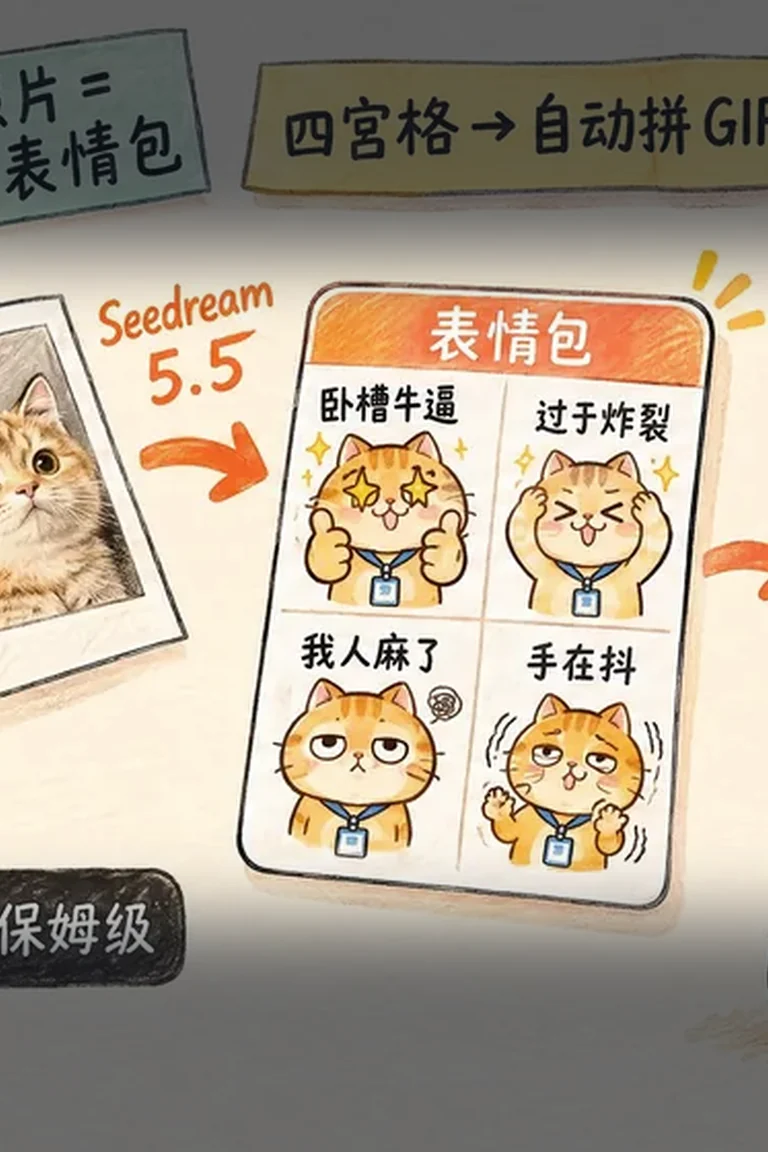 片 =
表情包
四宫格 → 自动拼 GIF
Seedream
5.5
表情包
卧槽牛逼
过于炸裂
我人麻了
手在抖
保姆级